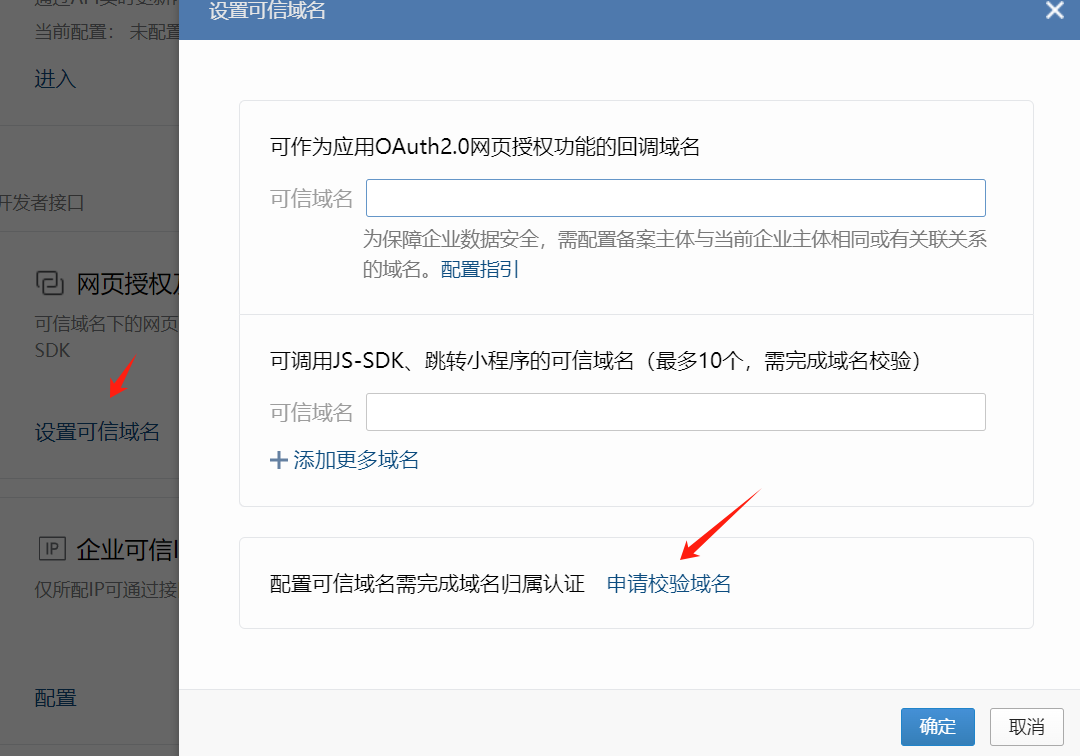 设置可信域名
当前配置： 未配置
进入
可作为应用OAuth2.0网页授权功能的回调域名
可信域名
为保障企业数据安全，需配置备案主体与当前企业主体相同或有关联关系
的域名。配置指引
开发者接口
网页授权及
可信域名下的网页
SDK
设置可信域名
可调用JS-SDK、跳转小程序的可信域名（最多10个，需完成域名校验）
可信域名
添加更多域名
IP 企业可信I
仅所配IP可通过接
配置
配置可信域名需完成域名归属认证 申请校验域名
确定
取消